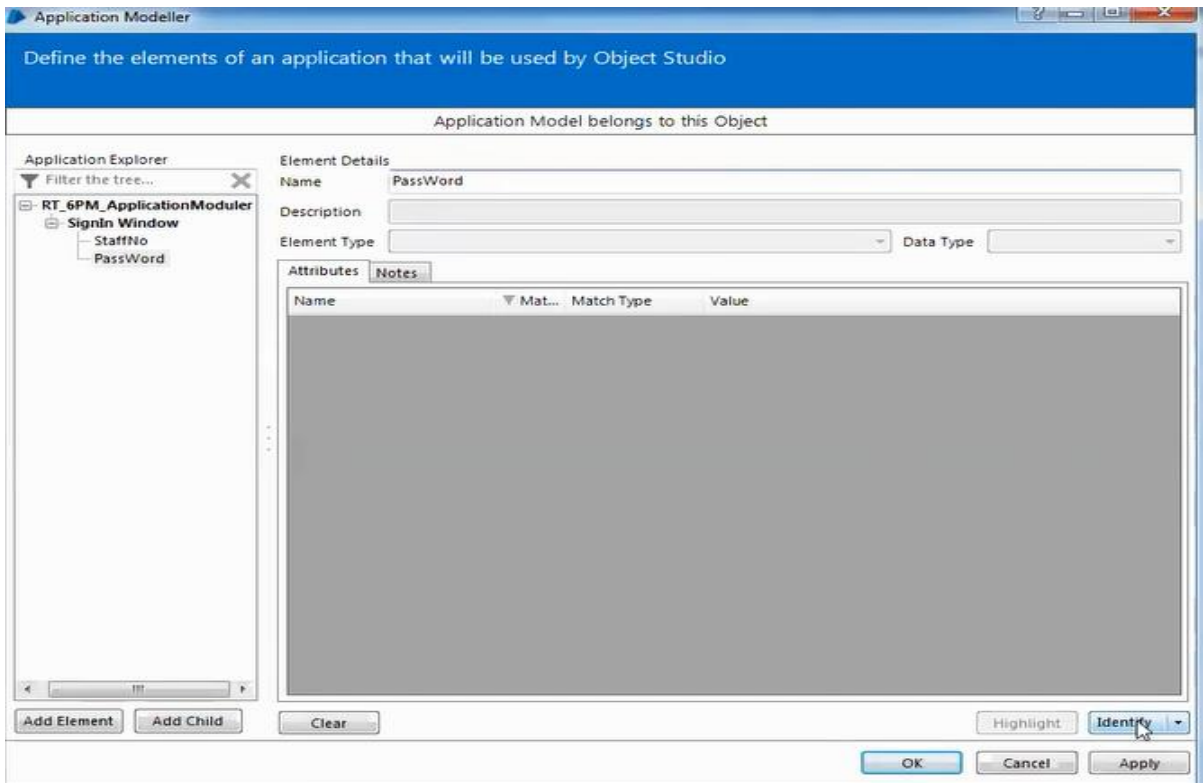 Application Modeller
Define the elements of an application that will be used by Object Studio
Application Model belongs to this Object
Application Explorer
Filter the tree...
RT_6PM_ApplicationModuler
SignIn Window
StaffNo
PassWord
Add Element Add Child
Element Details
Name PassWord
Description
Element Type Data Type
Attributes Notes
Name Mat... Match Type Value
Clear Highlight Identify
OK Cancel Apply